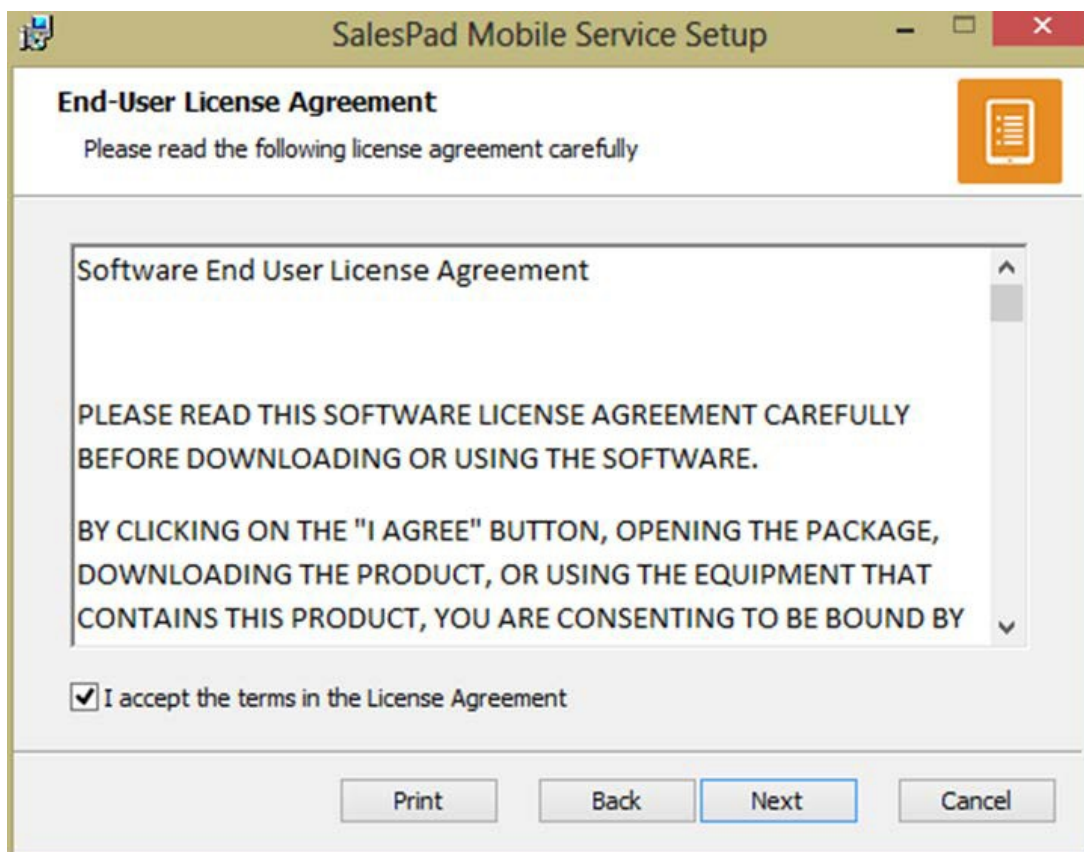 SalesPad Mobile Service Setup
End-User License Agreement
Please read the following license agreement carefully
Software End User License Agreement
PLEASE READ THIS SOFTWARE LICENSE AGREEMENT CAREFULLY
BEFORE DOWNLOADING OR USING THE SOFTWARE.
BY CLICKING ON THE "I AGREE" BUTTON, OPENING THE PACKAGE,
DOWNLOADING THE PRODUCT, OR USING THE EQUIPMENT THAT
CONTAINS THIS PRODUCT, YOU ARE CONSENTING TO BE BOUND BY
I accept the terms in the License Agreement
Print Back Next Cancel